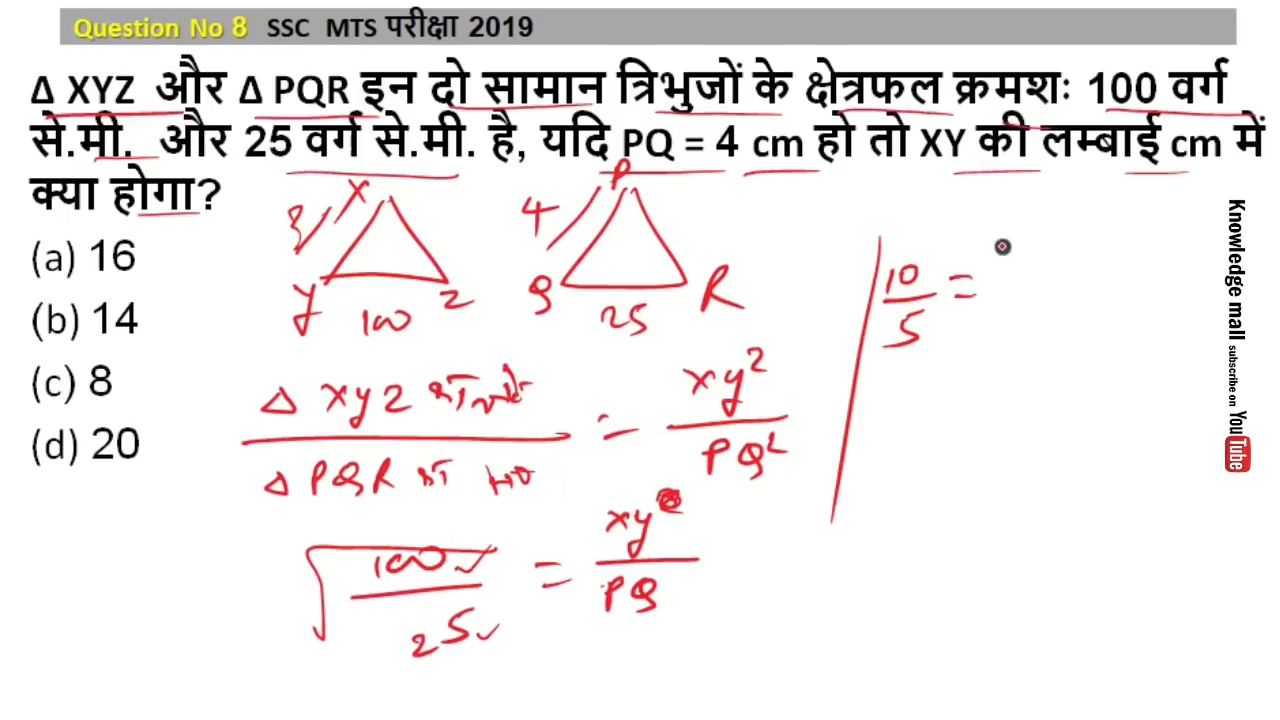 Question No 8 SSC MTS परीक्षा 2019
Δ XYZ और Δ PQR इन दो सामान त्रिभुजों के क्षेत्रफल क्रमशः 100 वर्ग
से.मी. और 25 वर्ग से.मी. है, यदि PQ = 4 cm हो तो XY की लम्बाई cm में
क्या होगा?
(a) 16
(b) 14
(c) 8
(d) 20
X
Y
Z
100
P
4
Q
R
25
Δ XYZ का
Δ PQR का
= XY²
PQ²
√100
25
= XY
PQ
10
5
=
Knowledge mall subscribe on YouTube